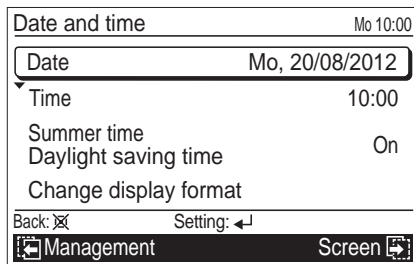 Date and time Mo 10:00
Date Mo, 20/08/2012
Time 10:00
Summer time
Daylight saving time On
Change display format
Back: Setting:
Management Screen